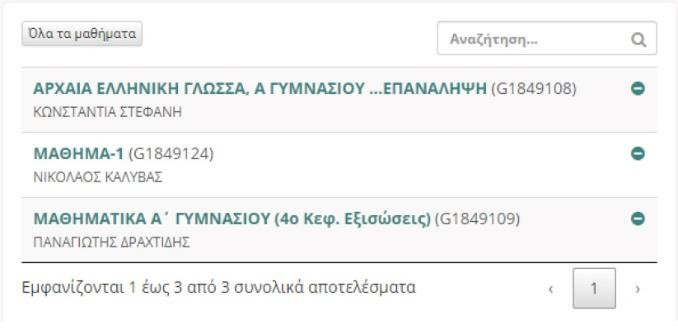 Όλα τα μαθήματα
Αναζήτηση...
ΑΡΧΑΙΑ ΕΛΛΗΝΙΚΗ ΓΛΩΣΣΑ, Α ΓΥΜΝΑΣΙΟΥ ...ΕΠΑΝΑΛΗΨΗ (G1849108)
ΚΩΝΣΤΑΝΤΙΑ ΣΤΕΦΑΝΗ
ΜΑΘΗΜΑ-1 (G1849124)
ΝΙΚΟΛΑΟΣ ΚΑΛΥΒΑΣ
ΜΑΘΗΜΑΤΙΚΑ Α΄ ΓΥΜΝΑΣΙΟΥ (4ο Κεφ. Εξισώσεις) (G1849109)
ΠΑΝΑΓΙΩΤΗΣ ΔΡΑΧΤΙΔΗΣ
Εμφανίζονται 1 έως 3 από 3 συνολικά αποτελέσματα
‹ 1 ›